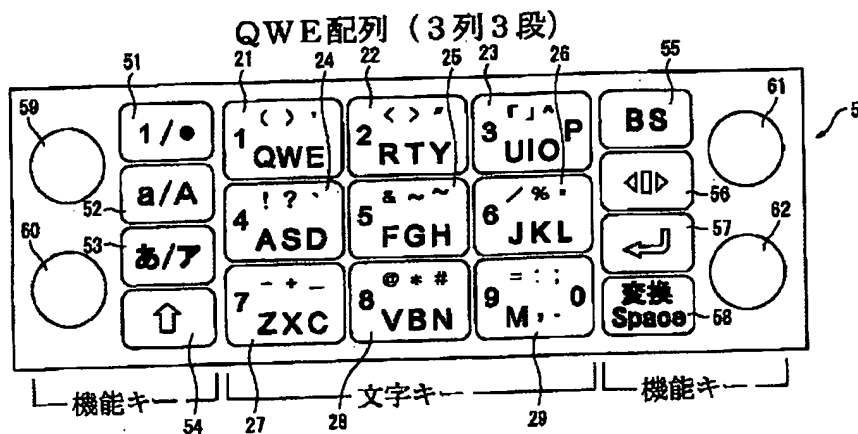 QWE配列（3列3段）
51 21 24 22 25 23 26 55
59 61 5
1/● 1 ( ) ' QWE 2 < > " RTY 3 「 」 ^ UIO P BS
52 a/A 4 ! ? ` ASD 5 & ~ ~ FGH 6 / % ・ JKL ◁▯▷ 56
60 53 あ/ア 57 62
⇧ 7 - + _ ZXC 8 @ * # VBN 9 = : ; M , . 0 変換 Space 58
機能キー 文字キー 機能キー
54 27 28 29